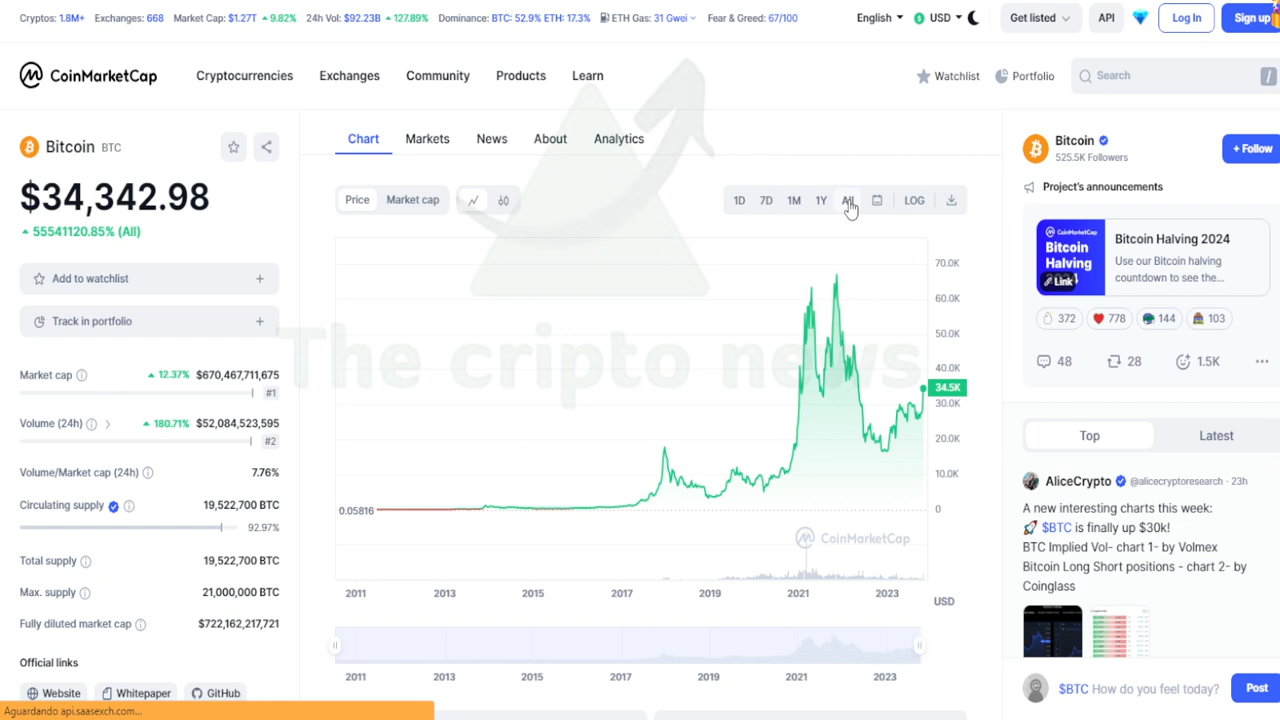 Cryptos: 1.8M+ Exchanges: 668 Market Cap: $1.27T 9.82% 24h Vol: $92.23B 127.89% Dominance: BTC: 52.9% ETH: 17.3% ETH Gas: 31 Gwei Fear & Greed: 67/100
English USD Get listed API Log In Sign up
CoinMarketCap Cryptocurrencies Exchanges Community Products Learn
Watchlist Portfolio Search /
Bitcoin BTC
$34,342.98
55541120.85% (All)
Add to watchlist +
Track in portfolio +
Market cap 12.37% $670,467,711,675
#1
Volume (24h) 180.71% $52,084,523,595
#2
Volume/Market cap (24h) 7.76%
Circulating supply 19,522,700 BTC
92.97%
Total supply 19,522,700 BTC
Max. supply 21,000,000 BTC
Fully diluted market cap $722,162,217,721
Official links
Website Whitepaper GitHub
Aguardando api.saasexch.com...
Chart Markets News About Analytics
Price Market cap
1D 7D 1M 1Y All LOG
The cripto news
70.0K
60.0K
50.0K
40.0K
34.5K
30.0K
20.0K
10.0K
0
0.05816
CoinMarketCap
2011 2013 2015 2017 2019 2021 2023
USD
2011 2013 2015 2017 2019 2021 2023
Bitcoin
525.5K Followers
+ Follow
Project's announcements
CoinMarketCap
Bitcoin
Halving
Link
Bitcoin Halving 2024
Use our Bitcoin halving
countdown to see the...
372 778 144 103
48 28 1.5K
Top Latest
AliceCrypto @alicecryptoresearch · 23h
A new interesting charts this week:
$BTC is finally up $30k!
BTC Implied Vol- chart 1- by Volmex
Bitcoin Long Short positions - chart 2- by
Coinglass
$BTC How do you feel today? Post